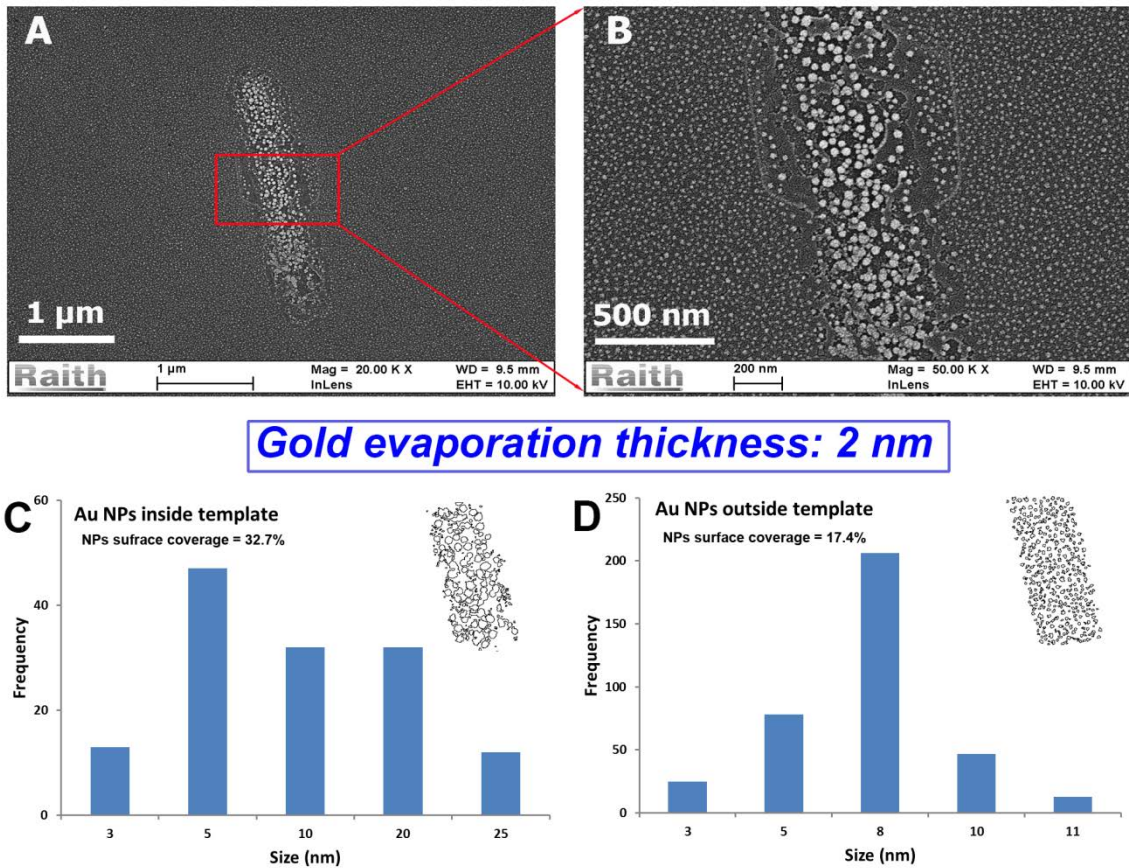 A
1 µm
Raith
1 µm
Mag = 20.00 K X
WD = 9.5 mm
InLens
EHT = 10.00 kV
B
500 nm
Raith
200 nm
Mag = 50.00 K X
WD = 9.5 mm
InLens
EHT = 10.00 kV
Gold evaporation thickness: 2 nm
C
Au NPs inside template
NPs sufrace coverage = 32.7%
Frequency
60
40
20
0
3 5 10 20 25
Size (nm)
D
Au NPs outside template
NPs surface coverage = 17.4%
Frequency
250
200
150
100
50
0
3 5 8 10 11
Size (nm)